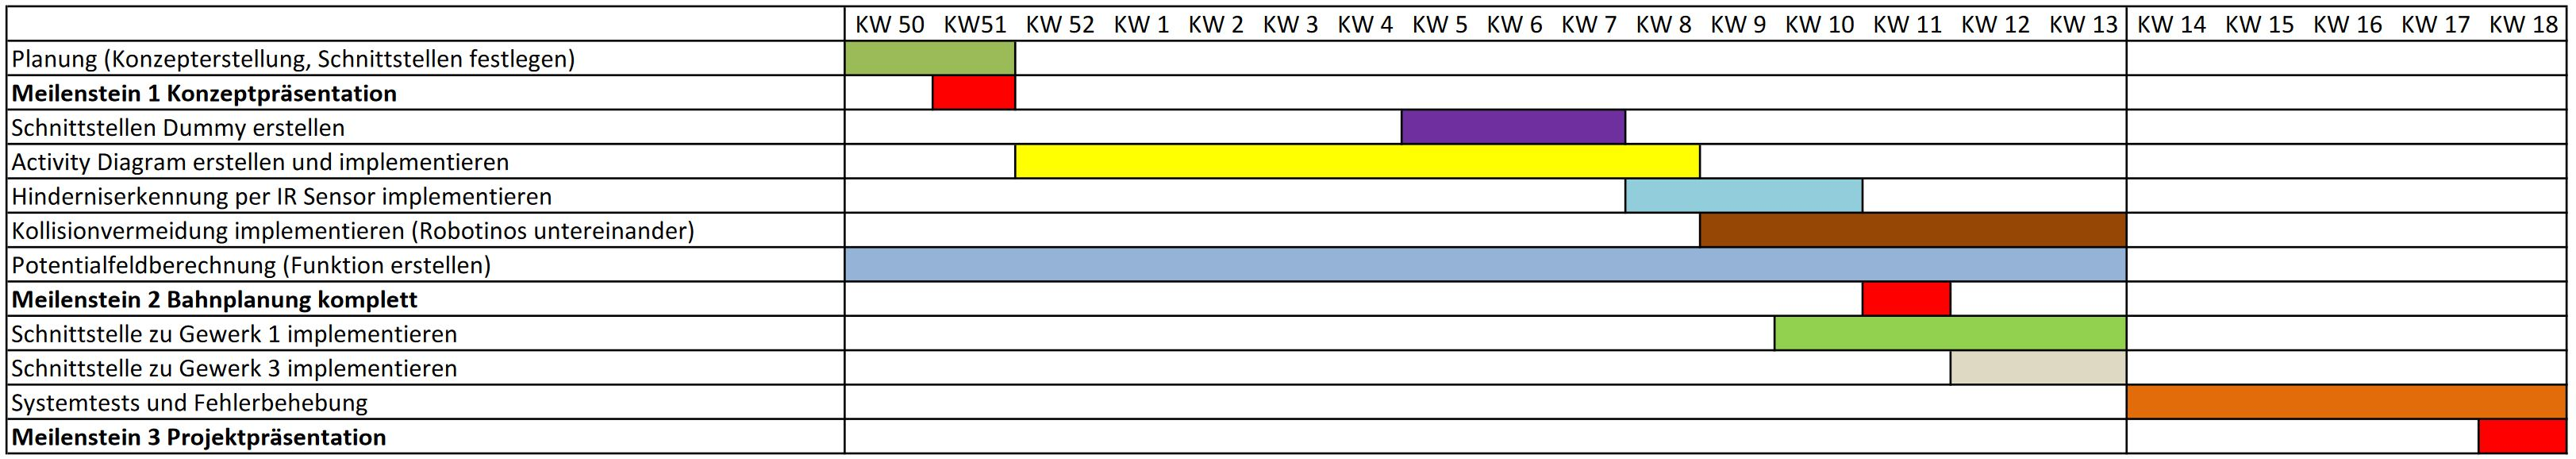 KW 50 KW51 KW 52 KW 1 KW 2 KW 3 KW 4 KW 5 KW 6 KW 7 KW 8 KW 9 KW 10 KW 11 KW 12 KW 13 KW 14 KW 15 KW 16 KW 17 KW 18
Planung (Konzepterstellung, Schnittstellen festlegen)
Meilenstein 1 Konzeptpräsentation
Schnittstellen Dummy erstellen
Activity Diagram erstellen und implementieren
Hinderniserkennung per IR Sensor implementieren
Kollisionvermeidung implementieren (Robotinos untereinander)
Potentialfeldberechnung (Funktion erstellen)
Meilenstein 2 Bahnplanung komplett
Schnittstelle zu Gewerk 1 implementieren
Schnittstelle zu Gewerk 3 implementieren
Systemtests und Fehlerbehebung
Meilenstein 3 Projektpräsentation